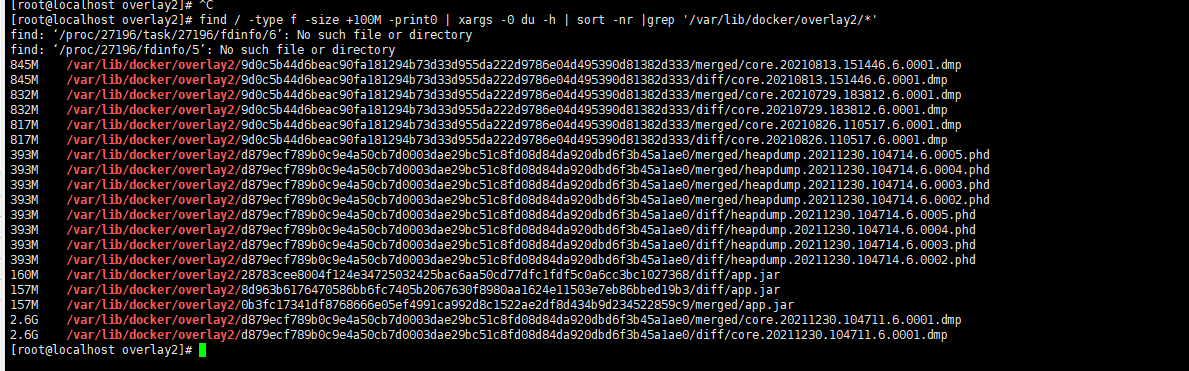 [root@localhost overlay2]# ^C
[root@localhost overlay2]# find / -type f -size +100M -print0 | xargs -0 du -h | sort -nr |grep '/var/lib/docker/overlay2/*'
find: ‘/proc/27196/task/27196/fdinfo/6’: No such file or directory
find: ‘/proc/27196/fdinfo/5’: No such file or directory
845M /var/lib/docker/overlay2/9d0c5b44d6beac90fa181294b73d33d955da222d9786e04d495390d81382d333/merged/core.20210813.151446.6.0001.dmp
845M /var/lib/docker/overlay2/9d0c5b44d6beac90fa181294b73d33d955da222d9786e04d495390d81382d333/diff/core.20210813.151446.6.0001.dmp
832M /var/lib/docker/overlay2/9d0c5b44d6beac90fa181294b73d33d955da222d9786e04d495390d81382d333/merged/core.20210729.183812.6.0001.dmp
832M /var/lib/docker/overlay2/9d0c5b44d6beac90fa181294b73d33d955da222d9786e04d495390d81382d333/diff/core.20210729.183812.6.0001.dmp
817M /var/lib/docker/overlay2/9d0c5b44d6beac90fa181294b73d33d955da222d9786e04d495390d81382d333/merged/core.20210826.110517.6.0001.dmp
817M /var/lib/docker/overlay2/9d0c5b44d6beac90fa181294b73d33d955da222d9786e04d495390d81382d333/diff/core.20210826.110517.6.0001.dmp
393M /var/lib/docker/overlay2/d879ecf789b0c9e4a50cb7d0003dae29bc51c8fd08d84da920dbd6f3b45a1ae0/merged/heapdump.20211230.104714.6.0005.phd
393M /var/lib/docker/overlay2/d879ecf789b0c9e4a50cb7d0003dae29bc51c8fd08d84da920dbd6f3b45a1ae0/merged/heapdump.20211230.104714.6.0004.phd
393M /var/lib/docker/overlay2/d879ecf789b0c9e4a50cb7d0003dae29bc51c8fd08d84da920dbd6f3b45a1ae0/merged/heapdump.20211230.104714.6.0003.phd
393M /var/lib/docker/overlay2/d879ecf789b0c9e4a50cb7d0003dae29bc51c8fd08d84da920dbd6f3b45a1ae0/merged/heapdump.20211230.104714.6.0002.phd
393M /var/lib/docker/overlay2/d879ecf789b0c9e4a50cb7d0003dae29bc51c8fd08d84da920dbd6f3b45a1ae0/diff/heapdump.20211230.104714.6.0005.phd
393M /var/lib/docker/overlay2/d879ecf789b0c9e4a50cb7d0003dae29bc51c8fd08d84da920dbd6f3b45a1ae0/diff/heapdump.20211230.104714.6.0004.phd
393M /var/lib/docker/overlay2/d879ecf789b0c9e4a50cb7d0003dae29bc51c8fd08d84da920dbd6f3b45a1ae0/diff/heapdump.20211230.104714.6.0003.phd
393M /var/lib/docker/overlay2/d879ecf789b0c9e4a50cb7d0003dae29bc51c8fd08d84da920dbd6f3b45a1ae0/diff/heapdump.20211230.104714.6.0002.phd
160M /var/lib/docker/overlay2/28783cee8004f124e34725032425bac6aa50cd77dfc1fdf5c0a6cc3bc1027368/diff/app.jar
157M /var/lib/docker/overlay2/8d963b6176470586bb6fc7405b2067630f8980aa1624e11503e7eb86bbed19b3/diff/app.jar
157M /var/lib/docker/overlay2/0b3fc17341df8768666e05ef4991ca992d8c1522ae2df8d434b9d234522859c9/merged/app.jar
2.6G /var/lib/docker/overlay2/d879ecf789b0c9e4a50cb7d0003dae29bc51c8fd08d84da920dbd6f3b45a1ae0/merged/core.20211230.104711.6.0001.dmp
2.6G /var/lib/docker/overlay2/d879ecf789b0c9e4a50cb7d0003dae29bc51c8fd08d84da920dbd6f3b45a1ae0/diff/core.20211230.104711.6.0001.dmp
[root@localhost overlay2]#